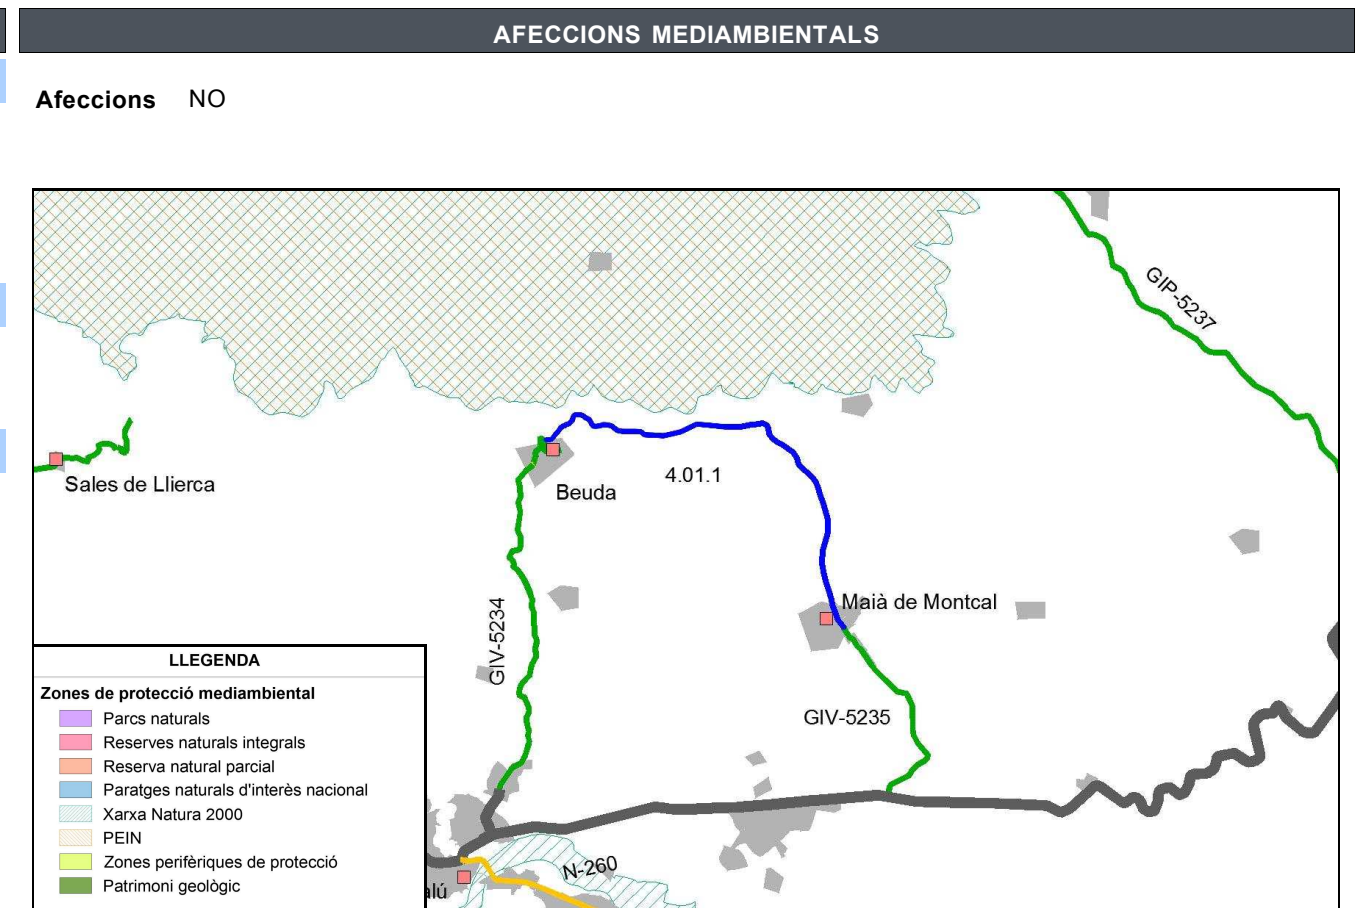 AFECCIONS MEDIAMBIENTALS
Afeccions NO
GIP-5237
Sales de Llierca
Beuda
4.01.1
Maià de Montcal
GIV-5234
GIV-5235
N-260
alú
LLEGENDA
Zones de protecció mediambiental
Parcs naturals
Reserves naturals integrals
Reserva natural parcial
Paratges naturals d'interès nacional
Xarxa Natura 2000
PEIN
Zones perifèriques de protecció
Patrimoni geològic